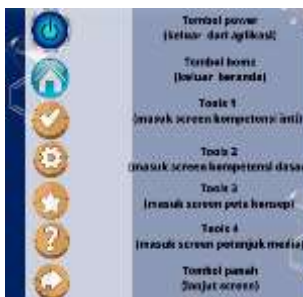 Tombol power
(keluar dari aplikasi)
Tombol home
(keluar beranda)
Tools 1
(masuk screen kompetensi inti)
Tools 2
(masuk screen kompetensi dasar
Tools 3
(masuk screen peta konsep)
Tools 4
(masuk screen petunjuk media)
Tombol panah
(lanjut screen)